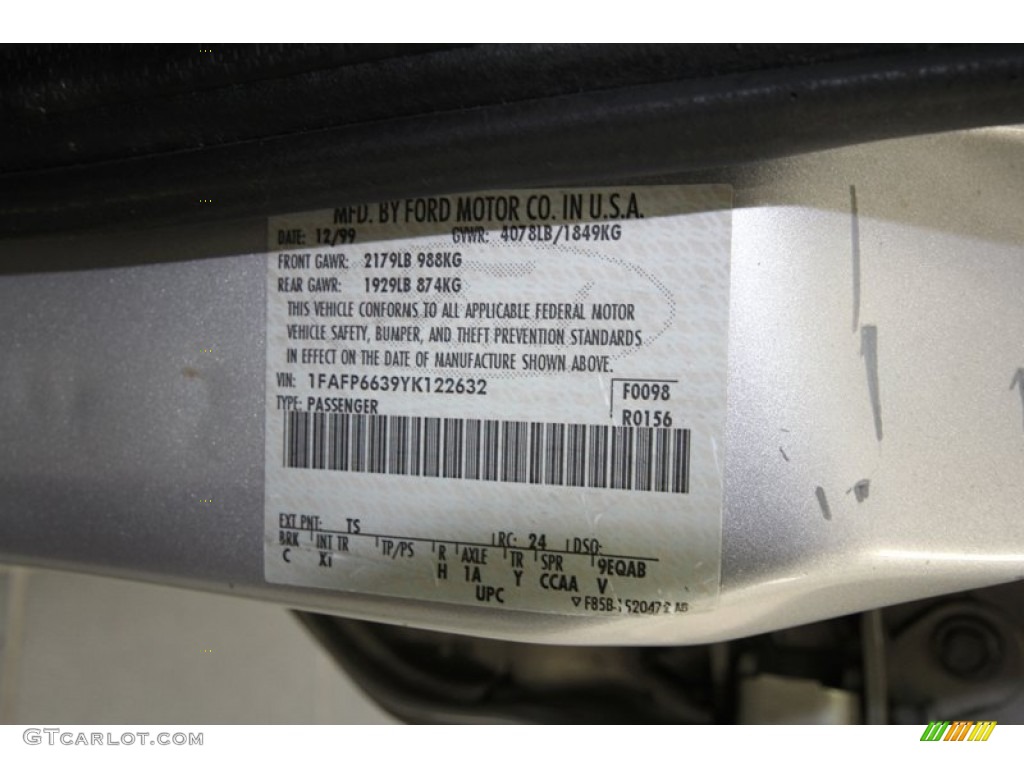 MFD. BY FORD MOTOR CO. IN U.S.A.
DATE: 12/99 GVWR: 4078LB/1849KG
FRONT GAWR: 2179LB 988KG
REAR GAWR: 1929LB 874KG
THIS VEHICLE CONFORMS TO ALL APPLICABLE FEDERAL MOTOR
VEHICLE SAFETY, BUMPER, AND THEFT PREVENTION STANDARDS
IN EFFECT ON THE DATE OF MANUFACTURE SHOWN ABOVE.
VIN: 1FAFP6639YK122632 F0098
TYPE: PASSENGER R0156
EXT PNT: TS RC: 24 DSO:
BRK INT TR TP/PS R AXLE TR SPR 9EQAB
C Xi H 1A Y CCAA V
UPC
GTCarLot.com